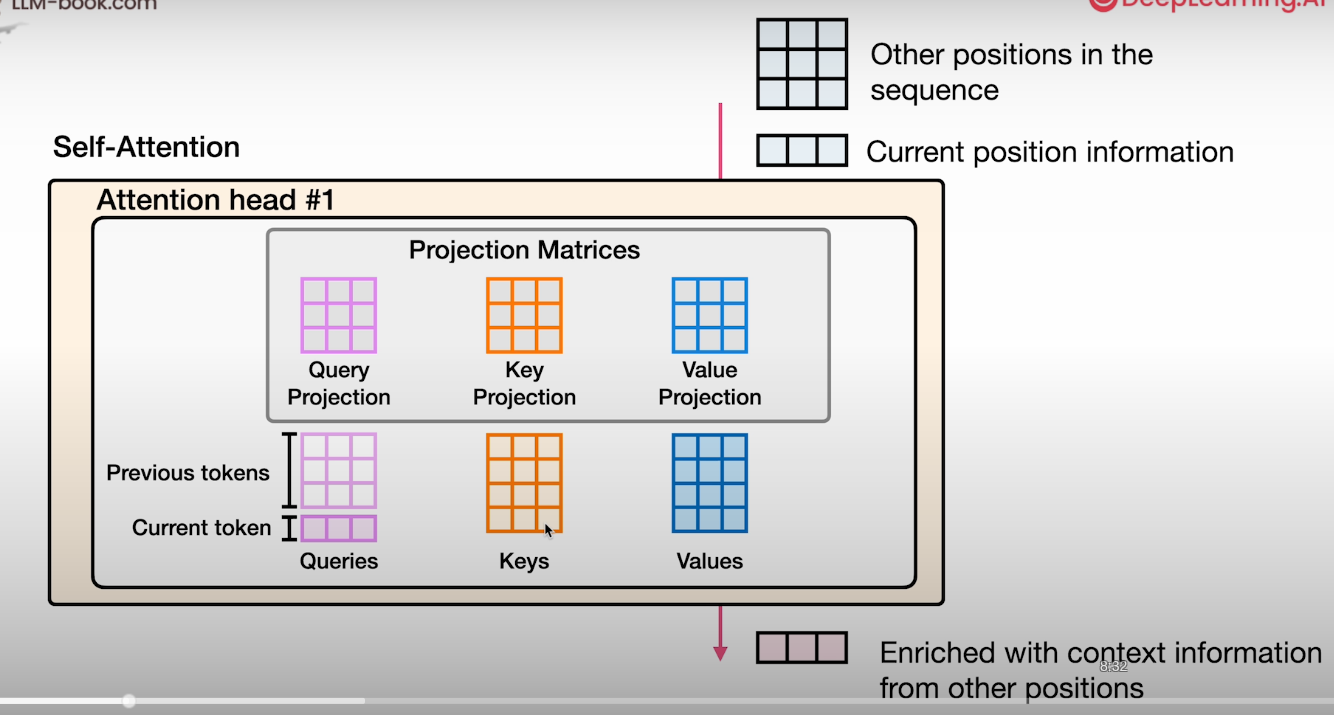 LLM-book.com
DeepLearning.AI
Other positions in the
sequence
Current position information
Self-Attention
Attention head #1
Projection Matrices
Query
Projection
Key
Projection
Value
Projection
Previous tokens
Current token
Queries
Keys
Values
Enriched with context information
from other positions
8:32